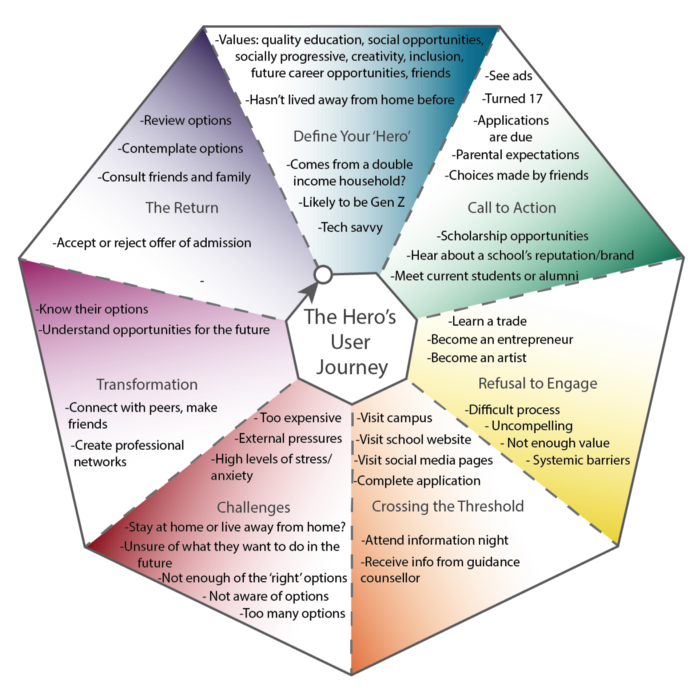 -Values: quality education, social opportunities,
socially progressive, creativity, inclusion,
future career opportunities, friends
-Hasn't lived away from home before
Define Your 'Hero'
-Comes from a double
income household?
-Likely to be Gen Z
-Tech savvy
-See ads
-Turned 17
-Applications
are due
-Parental expectations
-Choices made by friends
Call to Action
-Scholarship opportunities
-Hear about a school's reputation/brand
-Meet current students or alumni
-Learn a trade
-Become an entrepreneur
-Become an artist
Refusal to Engage
-Difficult process
- Uncompelling
- Not enough value
- Systemic barriers
-Visit campus
-Visit school website
-Visit social media pages
-Complete application
Crossing the Threshold
-Attend information night
-Receive info from guidance
counsellor
- Too expensive
-External pressures
-High levels of stress/
anxiety
Challenges
-Stay at home or live away from home?
-Unsure of what they want to do in the
future
-Not enough of the 'right' options
- Not aware of options
-Too many options
-Know their options
-Understand opportunities for the future
Transformation
-Connect with peers, make
friends
-Create professional
networks
-Review options
-Contemplate options
-Consult friends and family
The Return
-Accept or reject offer of admission
-
The Hero's
User
Journey